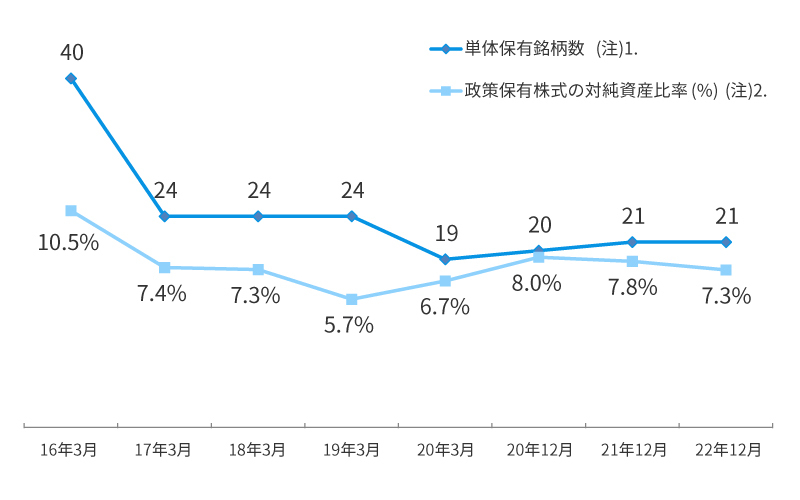 単体保有銘柄数 (注)1.
政策保有株式の対純資産比率(%) (注)2.
40
24
24
24
19
20
21
21
10.5%
7.4%
7.3%
5.7%
6.7%
8.0%
7.8%
7.3%
16年3月
17年3月
18年3月
19年3月
20年3月
20年12月
21年12月
22年12月